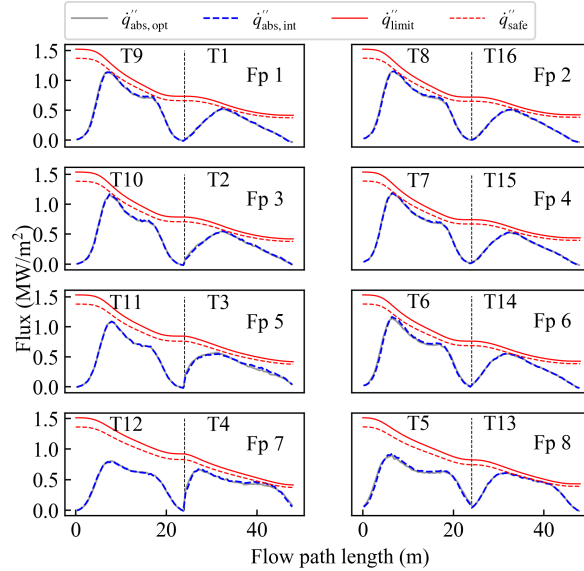 q̇″abs,opt q̇″abs,int q̇″limit q̇″safe
1.5
1.0
0.5
0.0
T9 T1 Fp 1
T8 T16 Fp 2
1.5
1.0
0.5
0.0
T10 T2 Fp 3
T7 T15 Fp 4
1.5
1.0
0.5
0.0
T11 T3 Fp 5
T6 T14 Fp 6
1.5
1.0
0.5
0.0
T12 T4 Fp 7
T5 T13 Fp 8
0 20 40
0 20 40
Flux (MW/m²)
Flow path length (m)